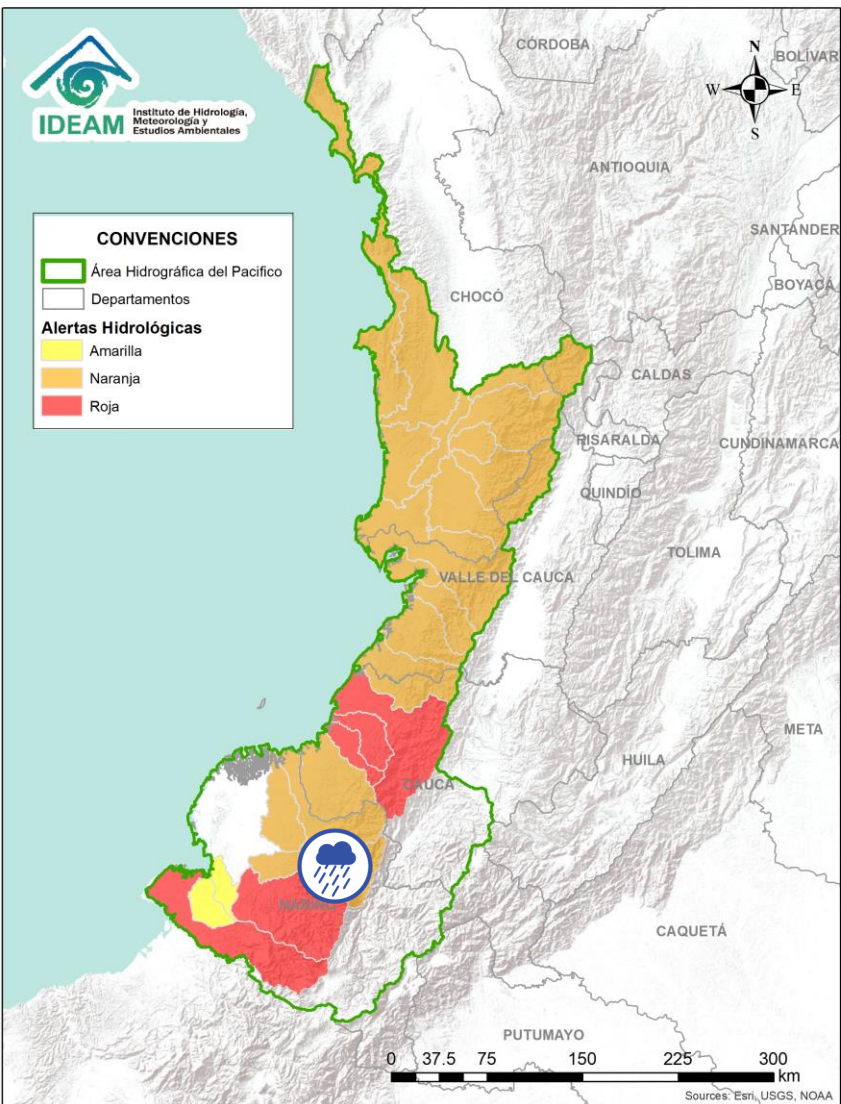 IDEAM
Instituto de Hidrología,
Meteorología y
Estudios Ambientales
N
W
E
S
CÓRDOBA
BOLÍVAR
ANTIOQUIA
SANTANDER
BOYACÁ
CHOCÓ
CALDAS
RISARALDA
CUNDINAMARCA
QUINDÍO
TOLIMA
VALLE DEL CAUCA
META
HUILA
CAUCA
NARIÑO
CAQUETÁ
PUTUMAYO
CONVENCIONES
Área Hidrográfica del Pacifico
Departamentos
Alertas Hidrológicas
Amarilla
Naranja
Roja
0 37.5 75 150 225 300
km
Sources: Esri, USGS, NOAA